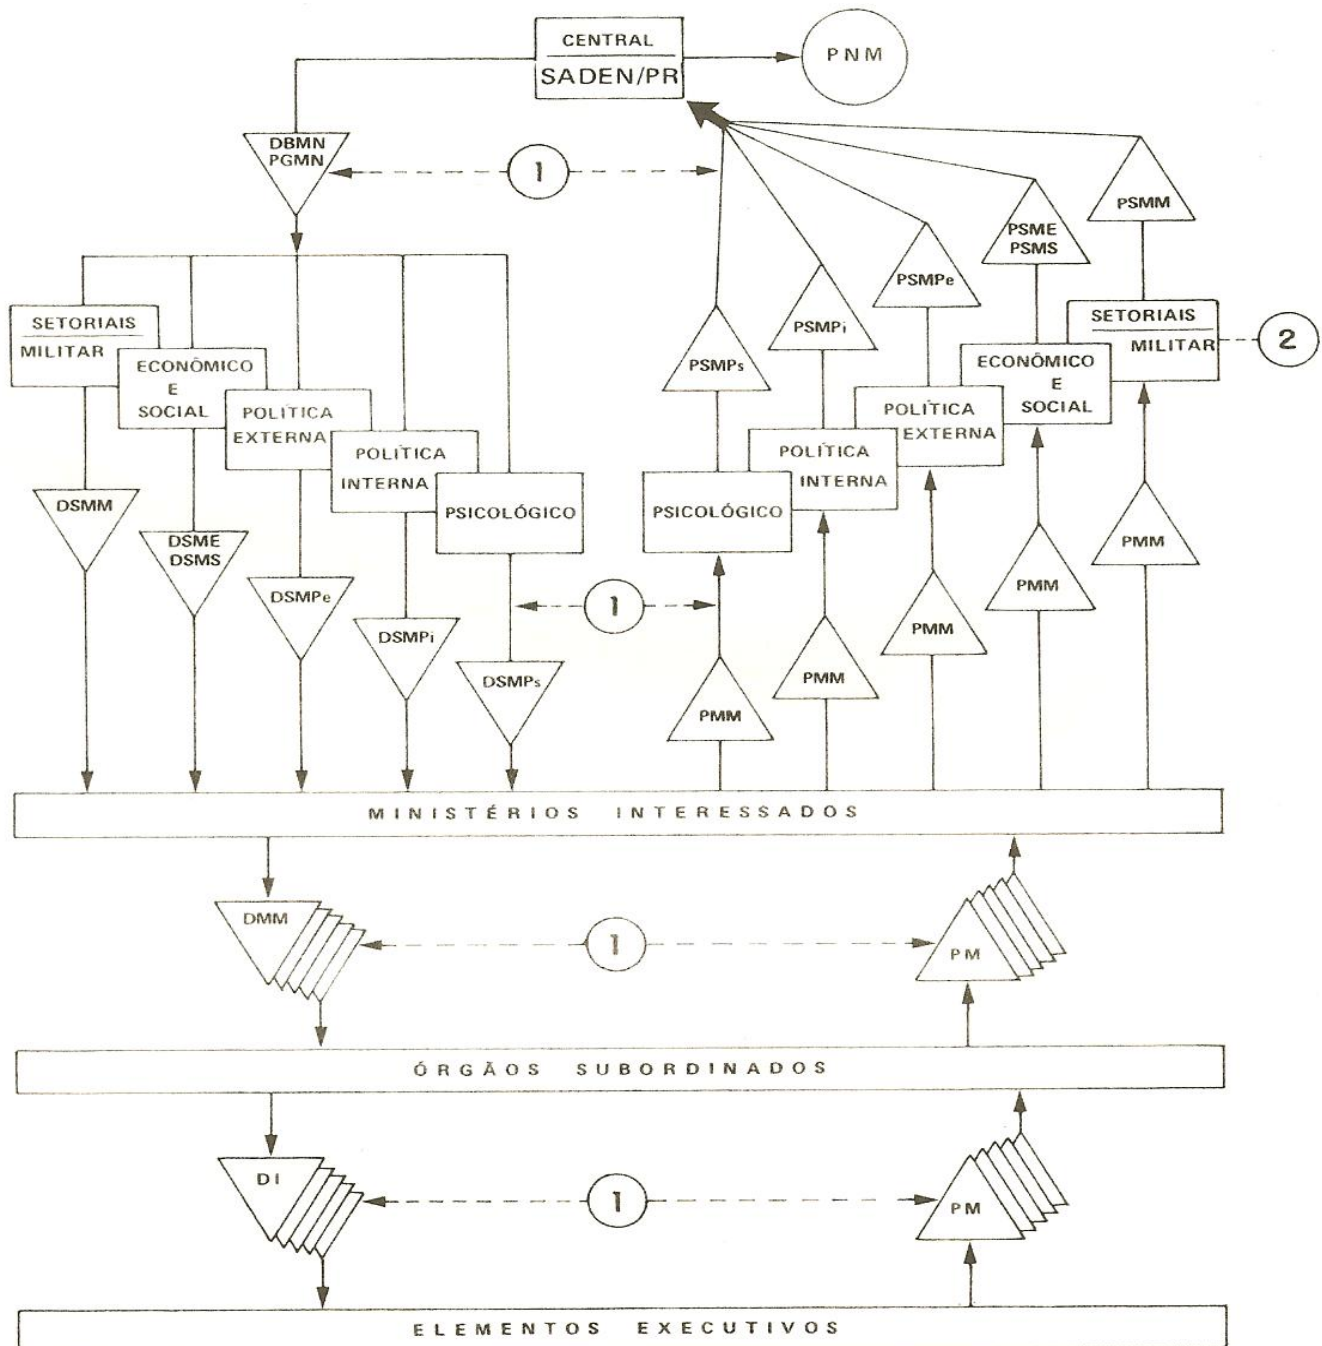 CENTRAL
SADEN/PR
PNM
DBMN
PGMN
1
PSMM
PSME
PSMS
PSMPe
PSMPi
PSMPs
SETORIAIS
MILITAR
ECONÔMICO
E
SOCIAL
POLÍTICA
EXTERNA
POLÍTICA
INTERNA
PSICOLÓGICO
PSICOLÓGICO
POLÍTICA
INTERNA
POLÍTICA
EXTERNA
ECONÔMICO
E
SOCIAL
SETORIAIS
MILITAR
2
DSMM
DSME
DSMS
DSMPe
DSMPi
DSMPs
1
PMM
PMM
PMM
PMM
PMM
MINISTÉRIOS INTERESSADOS
DMM
1
PM
ÓRGÃOS SUBORDINADOS
DI
1
PM
ELEMENTOS EXECUTIVOS